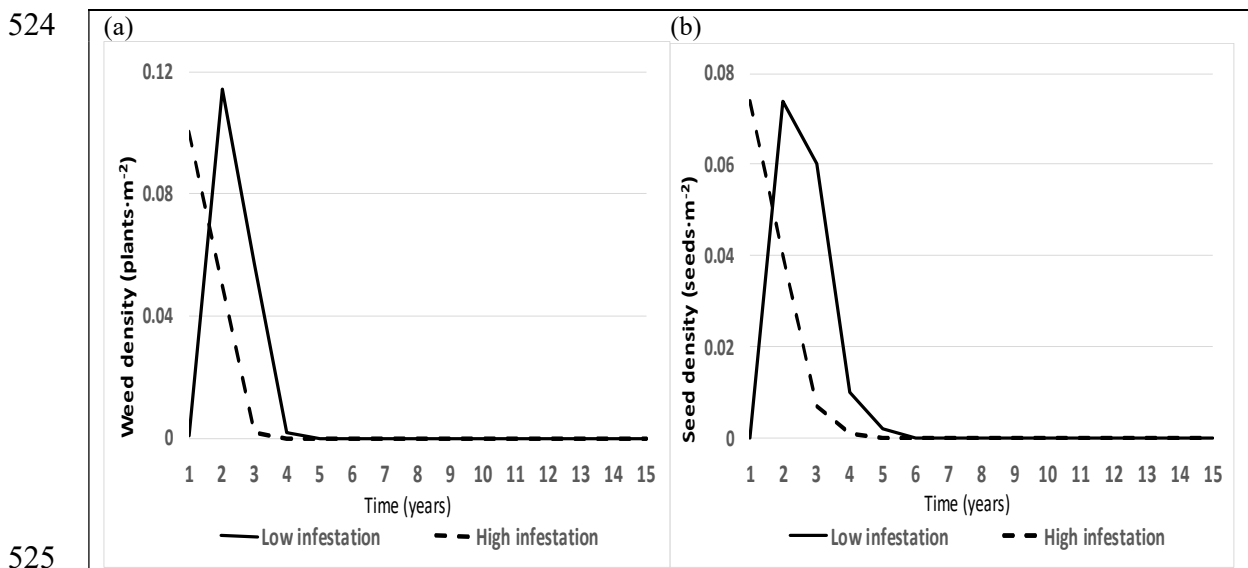 524
(a)
0.12
0.08
0.04
0
Weed density (plants·m⁻²)
1 2 3 4 5 6 7 8 9 10 11 12 13 14 15
Time (years)
Low infestation High infestation
(b)
0.08
0.06
0.04
0.02
0
Seed density (seeds·m⁻²)
1 2 3 4 5 6 7 8 9 10 11 12 13 14 15
Time (years)
Low infestation High infestation
525